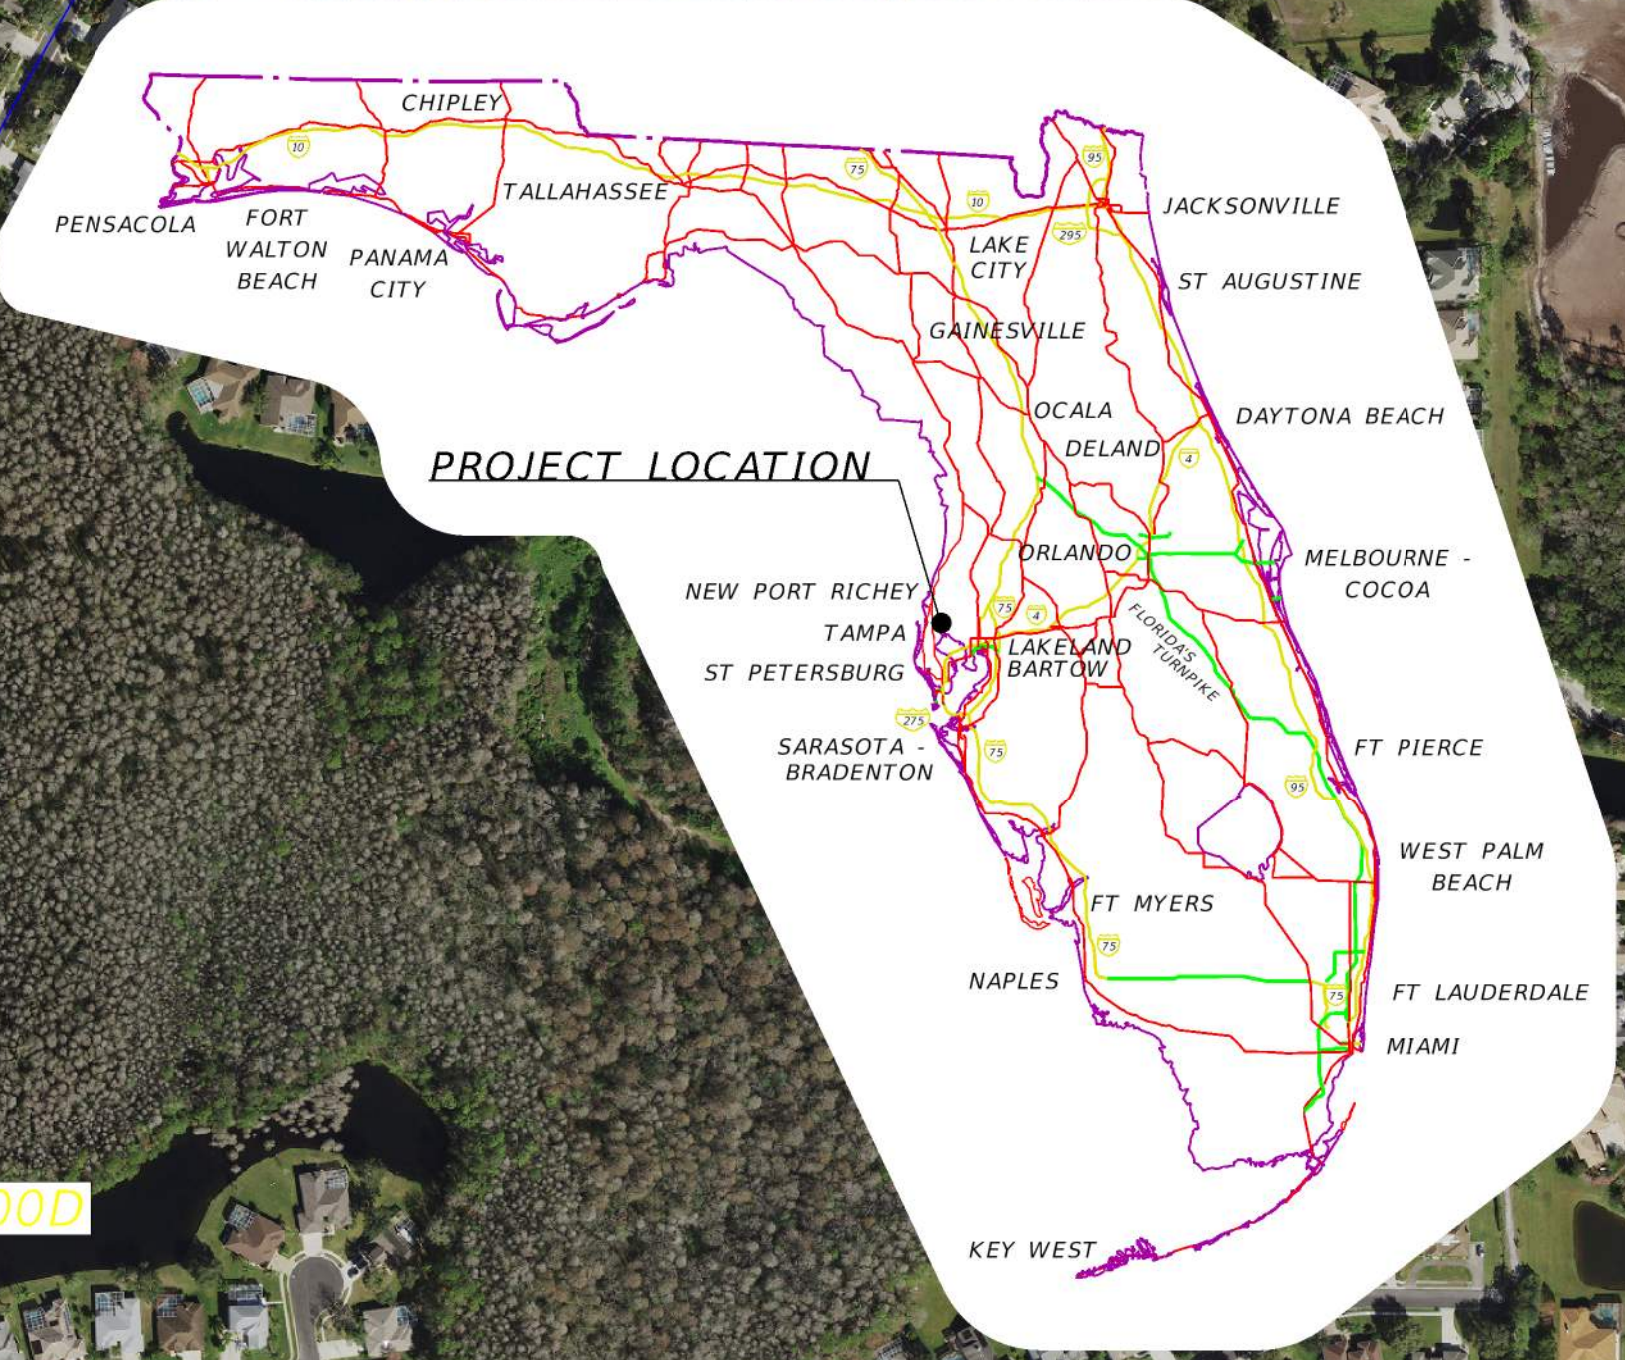 CHIPLEY
10
95
75
TALLAHASSEE
10
JACKSONVILLE
PENSACOLA
FORT
WALTON
BEACH
295
LAKE
CITY
PANAMA
CITY
ST AUGUSTINE
GAINESVILLE
OCALA
DAYTONA BEACH
DELAND
4
PROJECT LOCATION
ORLANDO
MELBOURNE -
COCOA
NEW PORT RICHEY
75
4
TAMPA
FLORIDA'S
TURNPIKE
LAKELAND
BARTOW
ST PETERSBURG
275
SARASOTA -
BRADENTON
75
FT PIERCE
95
WEST PALM
BEACH
FT MYERS
75
NAPLES
75
FT LAUDERDALE
MIAMI
OOD
KEY WEST